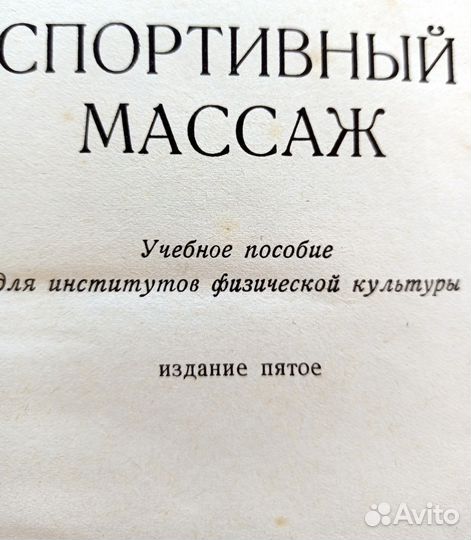 СПОРТИВНЫЙ
МАССАЖ
Учебное пособие
для институтов физической культуры
издание пятое
Avito